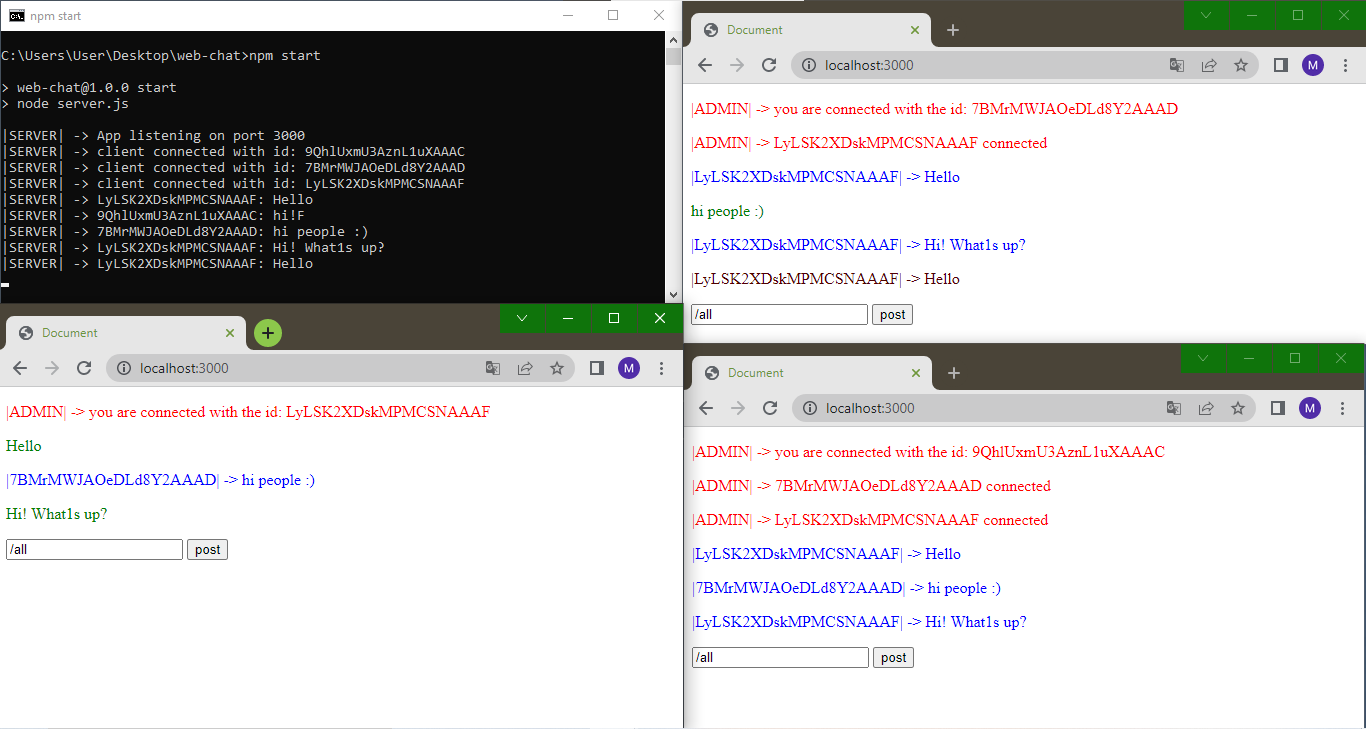 npm start
C:\Users\User\Desktop\web-chat>npm start
> web-chat@1.0.0 start
> node server.js
|SERVER| -> App listening on port 3000
|SERVER| -> client connected with id: 9QhlUxmU3AznL1uXAAAC
|SERVER| -> client connected with id: 7BMrMWJAOeDLd8Y2AAAD
|SERVER| -> client connected with id: LyLSK2XDskMPMCSNAAAF
|SERVER| -> LyLSK2XDskMPMCSNAAAF: Hello
|SERVER| -> 9QhlUxmU3AznL1uXAAAC: hi!F
|SERVER| -> 7BMrMWJAOeDLd8Y2AAAD: hi people :)
|SERVER| -> LyLSK2XDskMPMCSNAAAF: Hi! What1s up?
|SERVER| -> LyLSK2XDskMPMCSNAAAF: Hello
Document
localhost:3000
M
|ADMIN| -> you are connected with the id: 7BMrMWJAOeDLd8Y2AAAD
|ADMIN| -> LyLSK2XDskMPMCSNAAAF connected
|LyLSK2XDskMPMCSNAAAF| -> Hello
hi people :)
|LyLSK2XDskMPMCSNAAAF| -> Hi! What1s up?
|LyLSK2XDskMPMCSNAAAF| -> Hello
/all post
Document
localhost:3000
M
|ADMIN| -> you are connected with the id: LyLSK2XDskMPMCSNAAAF
Hello
|7BMrMWJAOeDLd8Y2AAAD| -> hi people :)
Hi! What1s up?
/all post
Document
localhost:3000
M
|ADMIN| -> you are connected with the id: 9QhlUxmU3AznL1uXAAAC
|ADMIN| -> 7BMrMWJAOeDLd8Y2AAAD connected
|ADMIN| -> LyLSK2XDskMPMCSNAAAF connected
|LyLSK2XDskMPMCSNAAAF| -> Hello
|7BMrMWJAOeDLd8Y2AAAD| -> hi people :)
|LyLSK2XDskMPMCSNAAAF| -> Hi! What1s up?
/all post